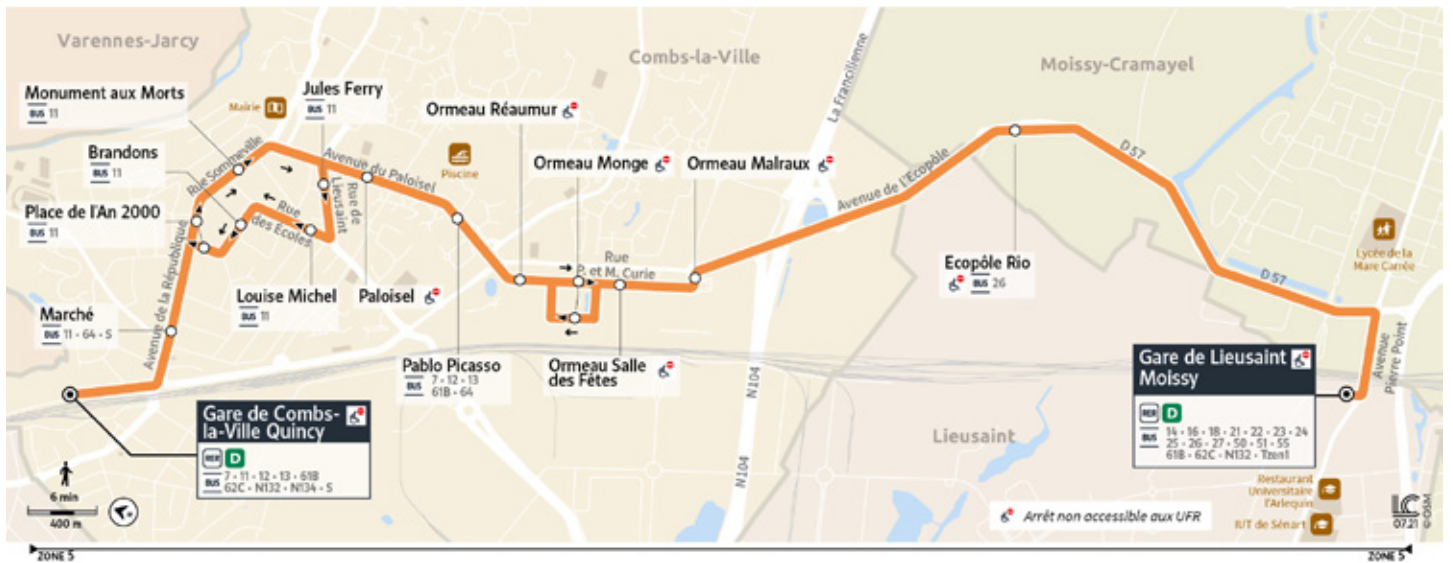 Varennes-Jarcy
Combs-la-Ville
Moissy-Cramayel
Lieusaint
La Francilienne
Monument aux Morts
BUS 11
Mairie
Jules Ferry
BUS 11
Ormeau Réaumur
Brandons
BUS 11
Rue Sommeville
Avenue du Paloisel
Piscine
Ormeau Monge
Ormeau Malraux
Avenue de l'Ecopôle
D 57
Place de l'An 2000
BUS 11
Rue
des Écoles
Rue de
Lieusaint
Rue
P. et M. Curie
Ecopôle Rio
BUS 26
Lycée de la
Mare Carrée
D 57
Louise Michel
BUS 11
Paloisel
Marché
BUS 11 - 64 - S
Avenue de la République
Pablo Picasso
BUS 7 - 12 - 13
61B - 64
Ormeau Salle
des Fêtes
N104
N104
Avenue
Pierre Point
Gare de Lieusaint
Moissy
RER D
BUS 14 - 16 - 18 - 21 - 22 - 23 - 24
25 - 26 - 27 - 50 - 51 - 55
61B - 62C - N132 - Tzen1
Gare de Combs-
la-Ville Quincy
RER D
BUS 7 - 11 - 12 - 13 - 61B
62C - N132 - N134 - S
6 min
400 m
Restaurant
Universitaire
l'Arlequin
IUT de Sénart
Arrêt non accessible aux UFR
LC
07.21
© OSM
ZONE 5
ZONE 5